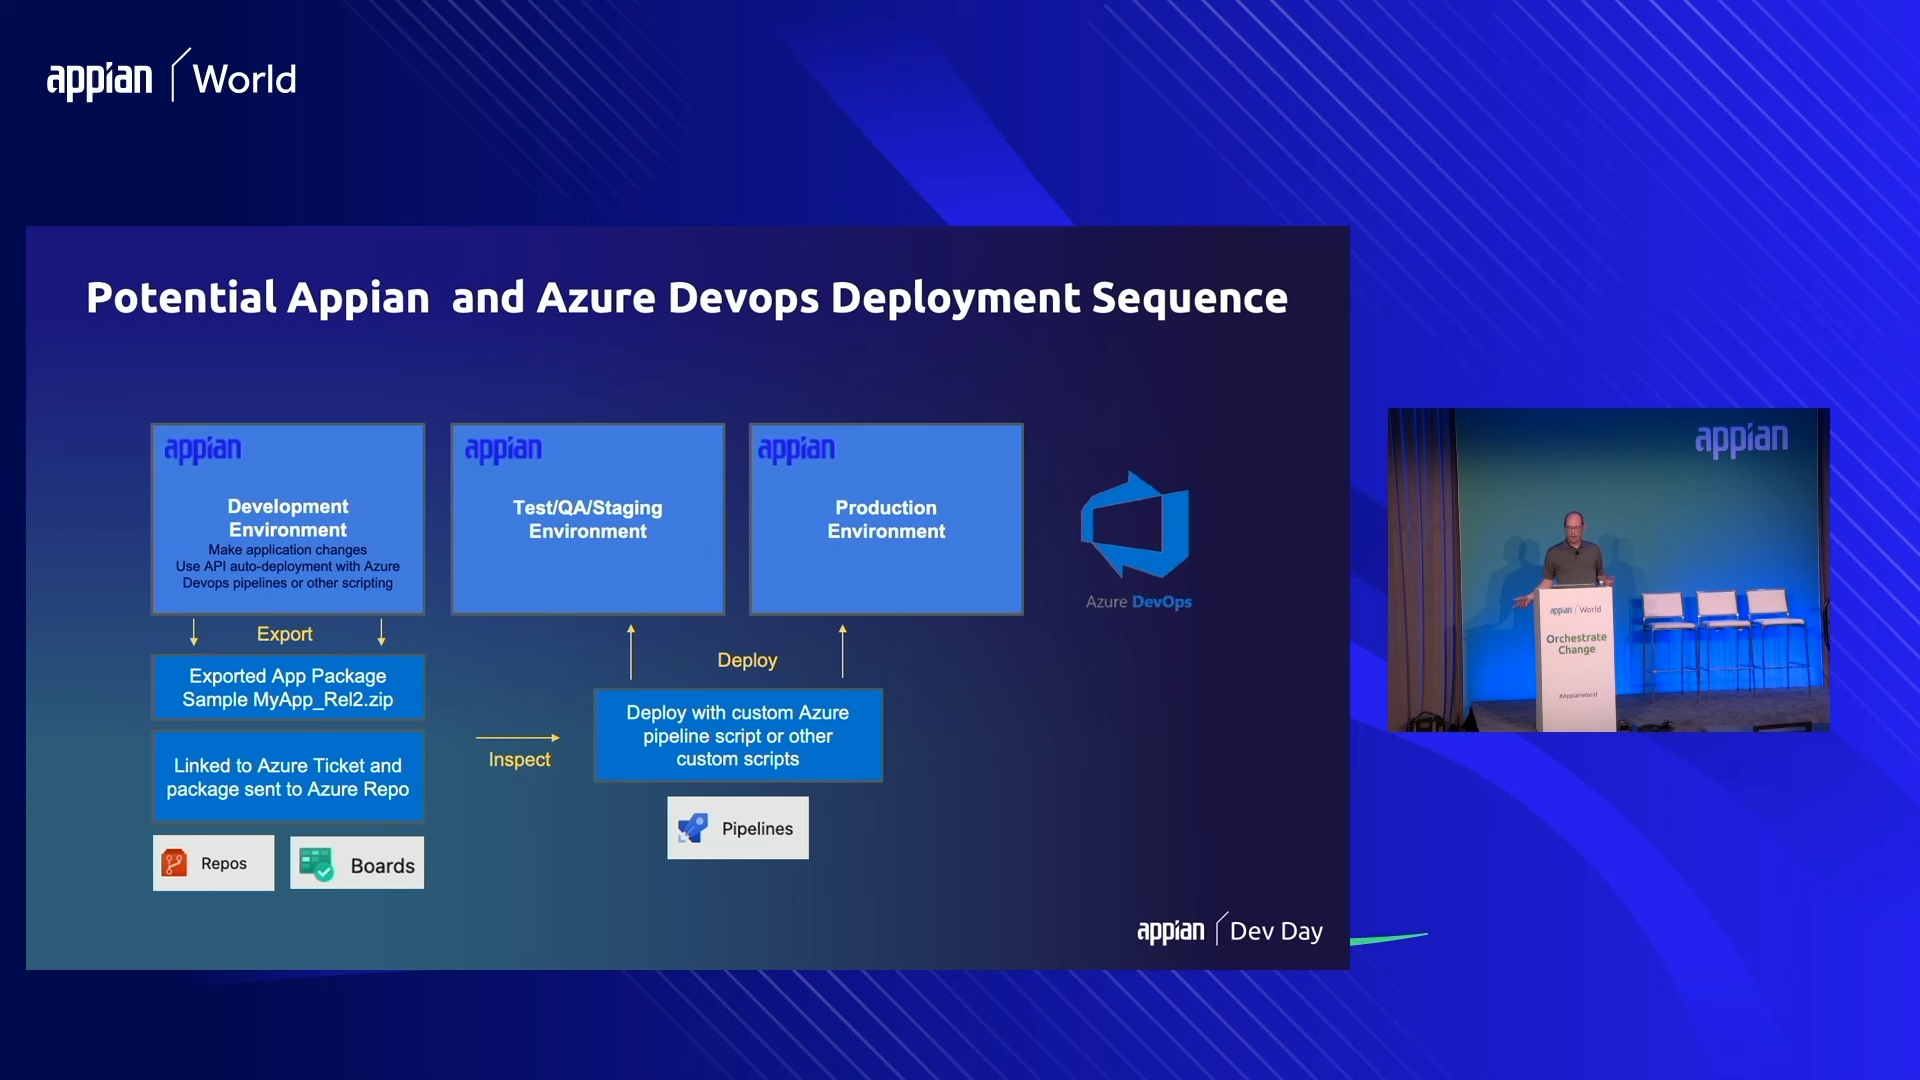 appian World
Potential Appian and Azure Devops Deployment Sequence
appian
Development
Environment
Make application changes
Use API auto-deployment with Azure
Devops pipelines or other scripting
appian
Test/QA/Staging
Environment
appian
Production
Environment
Azure DevOps
Export
Exported App Package
Sample MyApp_Rel2.zip
Linked to Azure Ticket and
package sent to Azure Repo
Repos
Boards
Inspect
Deploy
Deploy with custom Azure
pipeline script or other
custom scripts
Pipelines
appian Dev Day
appian
appian World
Orchestrate
Change
#AppianWorld